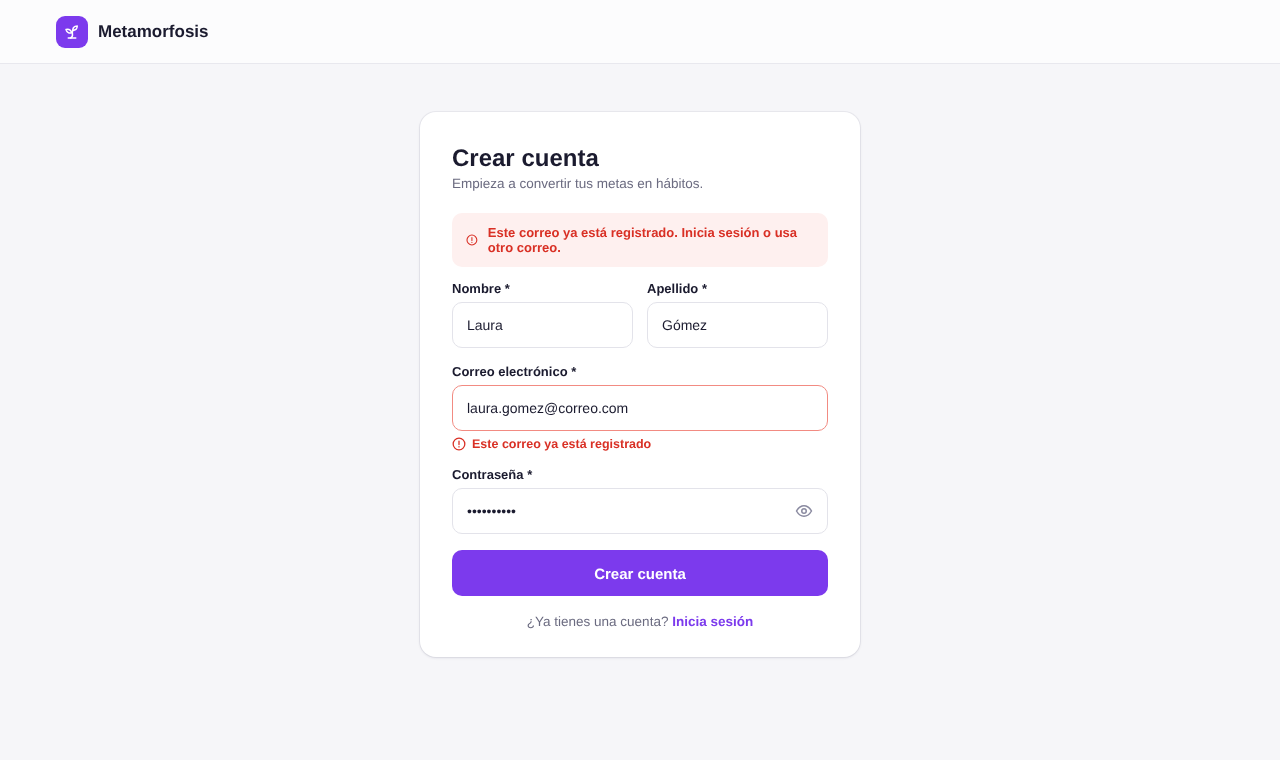 Metamorfosis
Crear cuenta
Empieza a convertir tus metas en hábitos.
Este correo ya está registrado. Inicia sesión o usa
otro correo.
Nombre *
Apellido *
Laura
Gómez
Correo electrónico *
laura.gomez@correo.com
Este correo ya está registrado
Contraseña *
••••••••••
Crear cuenta
¿Ya tienes una cuenta? Inicia sesión